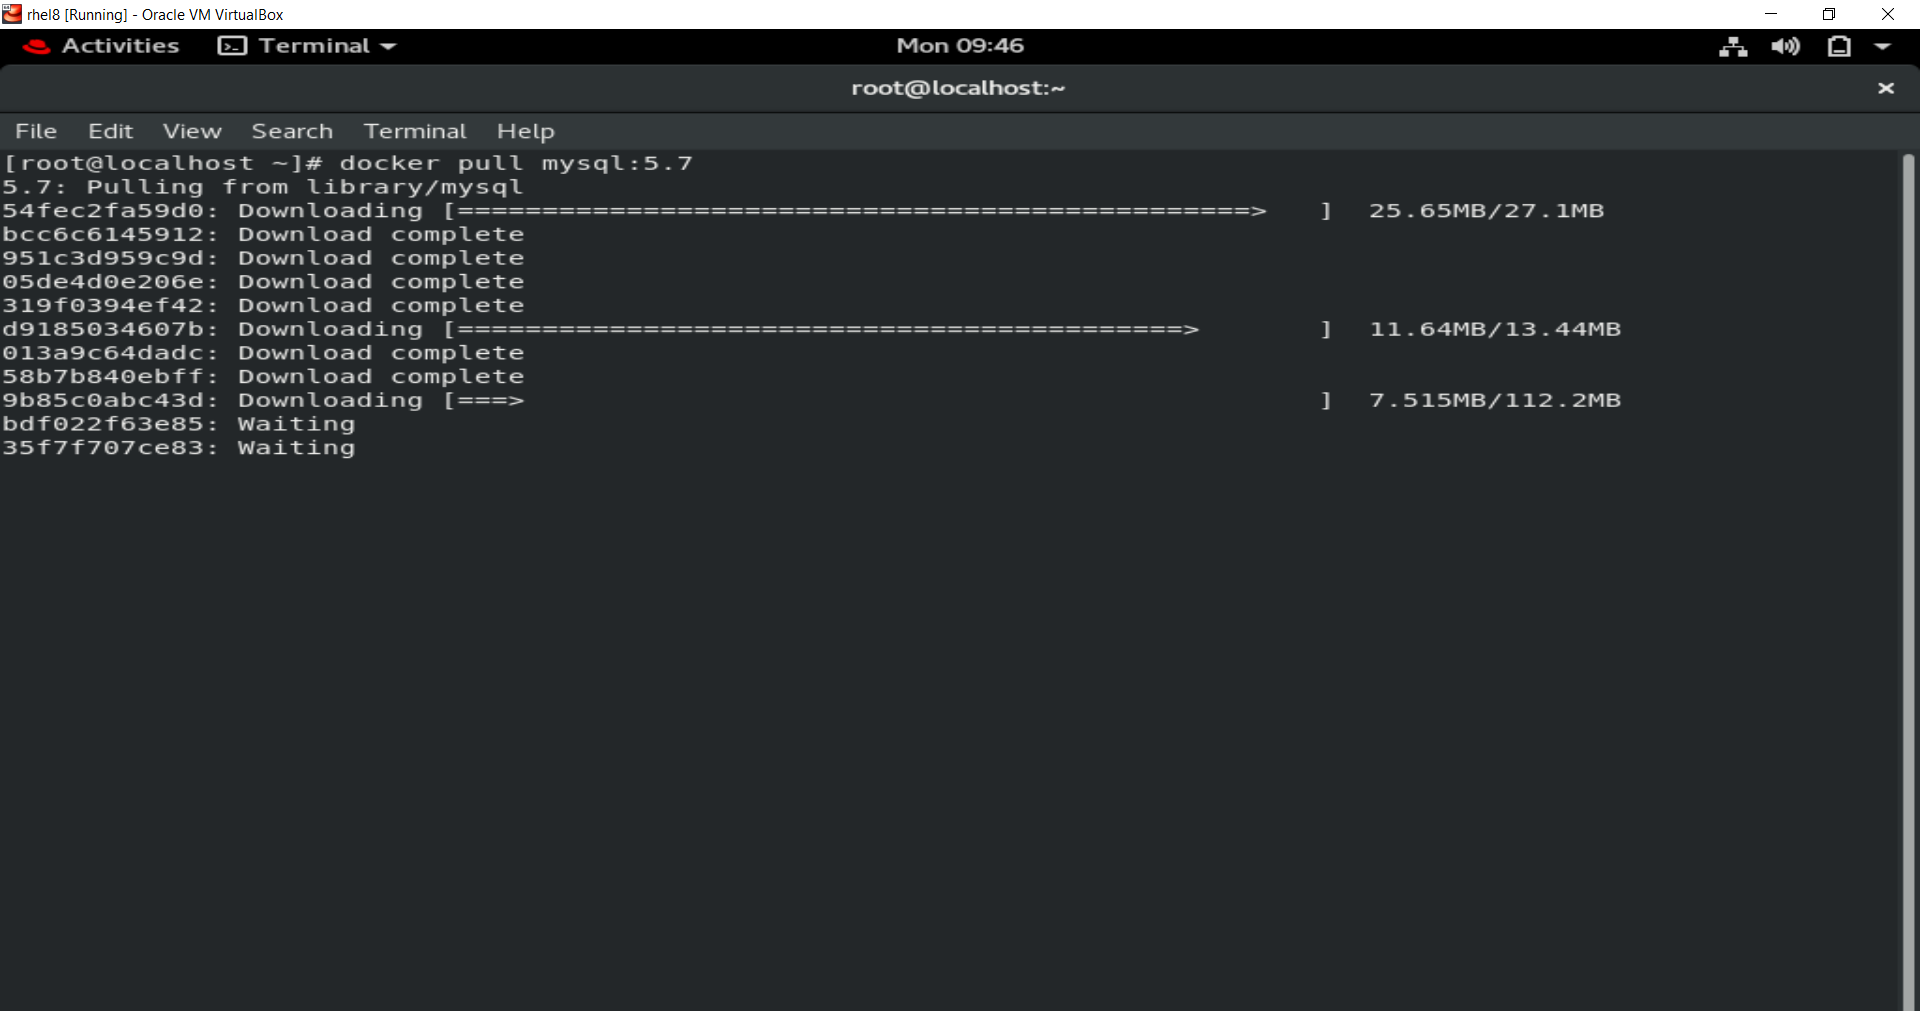 rhel8 [Running] - Oracle VM VirtualBox
Activities Terminal Mon 09:46
root@localhost:~
File Edit View Search Terminal Help
[root@localhost ~]# docker pull mysql:5.7
5.7: Pulling from library/mysql
54fec2fa59d0: Downloading [===============================================>   ]  25.65MB/27.1MB
bcc6c6145912: Download complete
951c3d959c9d: Download complete
05de4d0e206e: Download complete
319f0394ef42: Download complete
d9185034607b: Downloading [===========================================>       ]  11.64MB/13.44MB
013a9c64dadc: Download complete
58b7b840ebff: Download complete
9b85c0abc43d: Downloading [===>                                               ]  7.515MB/112.2MB
bdf022f63e85: Waiting
35f7f707ce83: Waiting